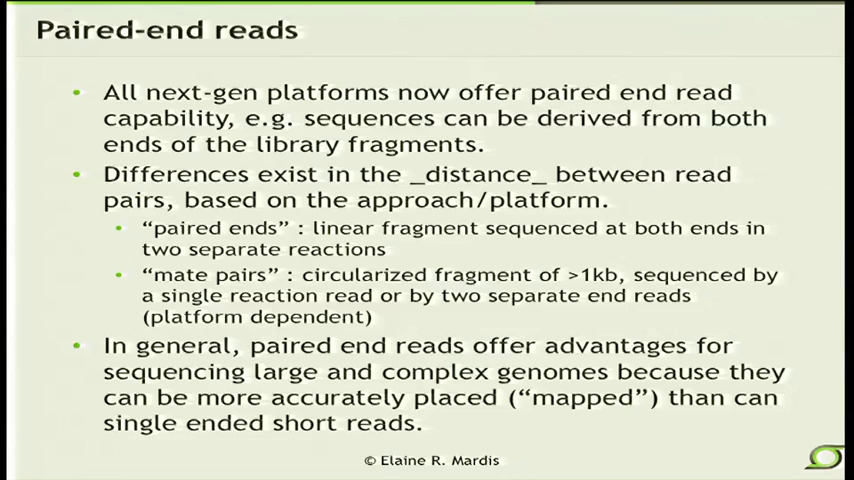 Paired-end reads
• All next-gen platforms now offer paired end read
capability, e.g. sequences can be derived from both
ends of the library fragments.
• Differences exist in the _distance_ between read
pairs, based on the approach/platform.
• “paired ends” : linear fragment sequenced at both ends in
two separate reactions
• “mate pairs” : circularized fragment of >1kb, sequenced by
a single reaction read or by two separate end reads
(platform dependent)
• In general, paired end reads offer advantages for
sequencing large and complex genomes because they
can be more accurately placed (“mapped”) than can
single ended short reads.
© Elaine R. Mardis